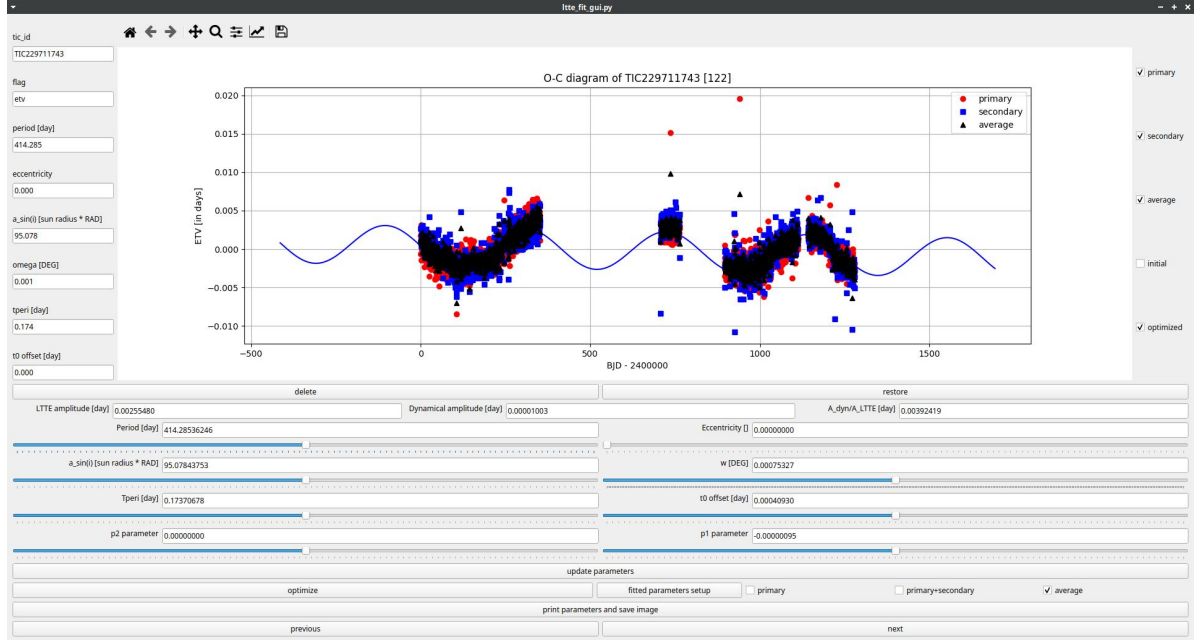 ltte_fit_gui.py
tic_id
TIC229711743
flag
etv
period [day]
414.285
eccentricity
0.000
a_sin(i) [sun radius * RAD]
95.078
omega [DEG]
0.001
tperi [day]
0.174
t0 offset [day]
0.000
O-C diagram of TIC229711743 [122]
ETV [in days]
0.020
0.015
0.010
0.005
0.000
−0.005
−0.010
−500 0 500 1000 1500
BJD - 2400000
primary
secondary
average
primary
secondary
average
initial
optimized
delete restore
LTTE amplitude [day] 0.00255480 Dynamical amplitude [day] 0.00001003 A_dyn/A_LTTE [day] 0.00392419
Period [day] 414.28536246 Eccentricity [] 0.00000000
a_sin(i) [sun radius * RAD] 95.07843753 w [DEG] 0.00075327
Tperi [day] 0.17370678 t0 offset [day] 0.00040930
p2 parameter 0.00000000 p1 parameter -0.00000095
update parameters
optimize fitted parameters setup primary primary+secondary average
print parameters and save image
previous next